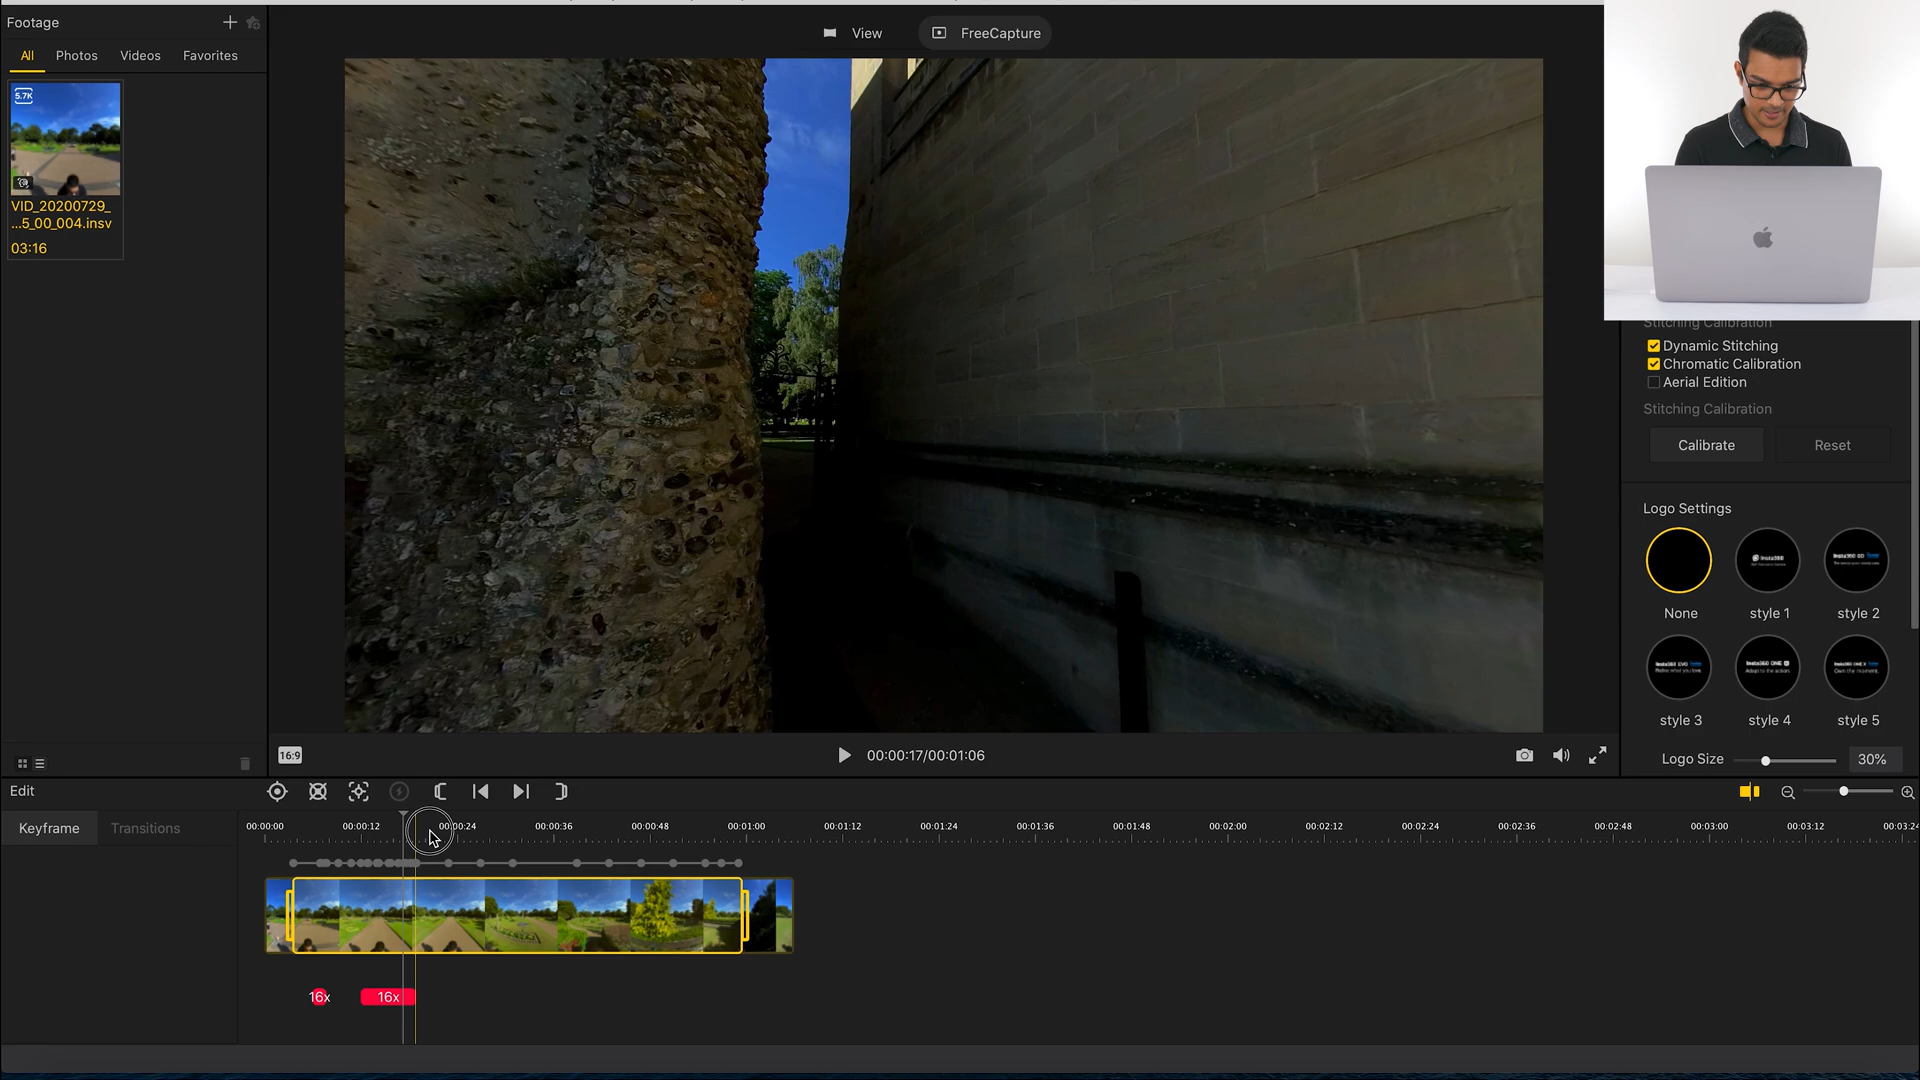 Footage
View
FreeCapture
All
Photos
Videos
Favorites
5.7K
VID_20200729_
...5_00_004.insv
03:16
Stitching Calibration
Dynamic Stitching
Chromatic Calibration
Aerial Edition
Stitching Calibration
Calibrate
Reset
Logo Settings
None
style 1
style 2
style 3
style 4
style 5
Logo Size
30%
16:9
00:00:17/00:01:06
Edit
Keyframe
Transitions
00:00:00
00:00:12
00:00:24
00:00:36
00:00:48
00:01:00
00:01:12
00:01:24
00:01:36
00:01:48
00:02:00
00:02:12
00:02:24
00:02:36
00:02:48
00:03:00
00:03:12
00:03:24
16x
16x